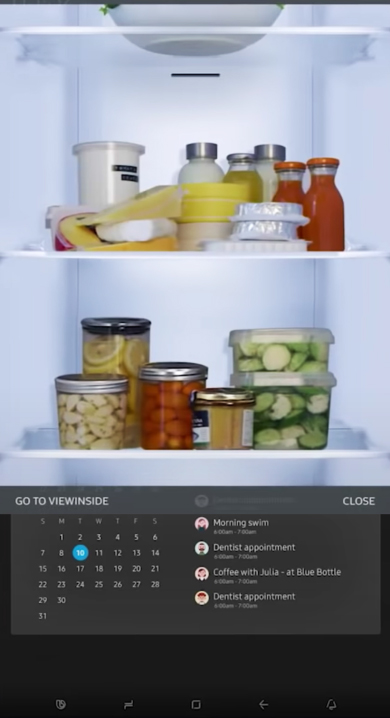 GO TO VIEWINSIDE
CLOSE
S M T W T F S
1 2 3 4 5 6
7 8 10 11 12 13 14
15 16 17 18 19 20 21
22 23 24 25 26 27 28
29 30
31
Morning swim
6:00am - 7:00am
Dentist appointment
6:00am - 7:00am
Coffee with Julia - at Blue Bottle
6:00am - 7:00am
Dentist appointment
6:00am - 7:00am